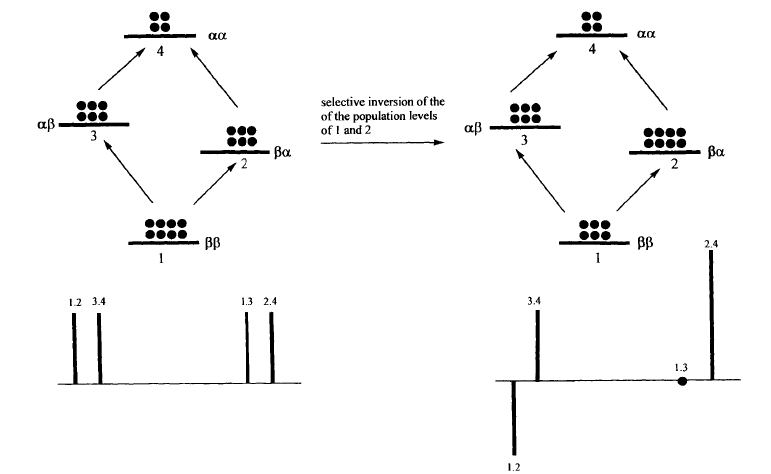 αα
4
αβ
3
βα
2
ββ
1
1.2 3.4 1.3 2.4
selective inversion of the
of the population levels
of 1 and 2
αα
4
αβ
3
βα
2
ββ
1
2.4
3.4
1.3
1.2